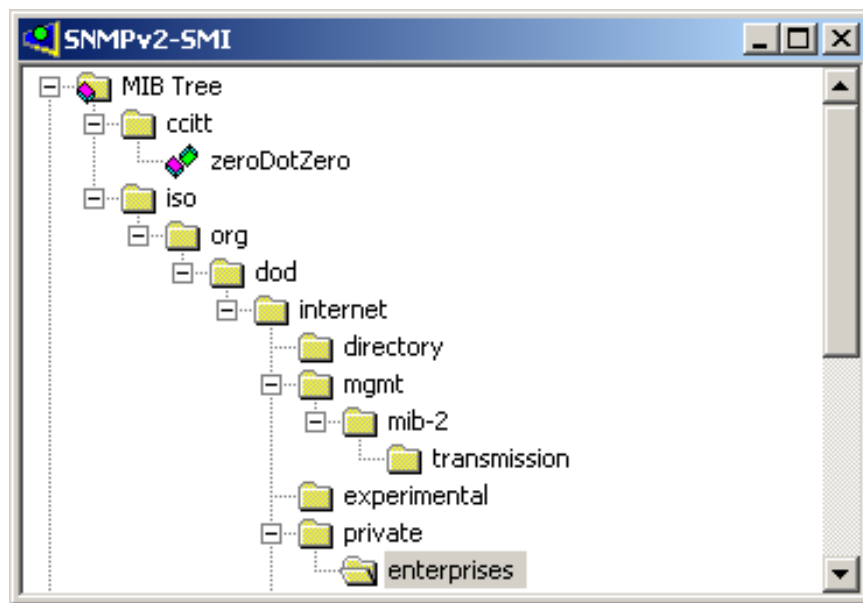 SNMPv2-SMI
MIB Tree
ccitt
zeroDotZero
iso
org
dod
internet
directory
mgmt
mib-2
transmission
experimental
private
enterprises